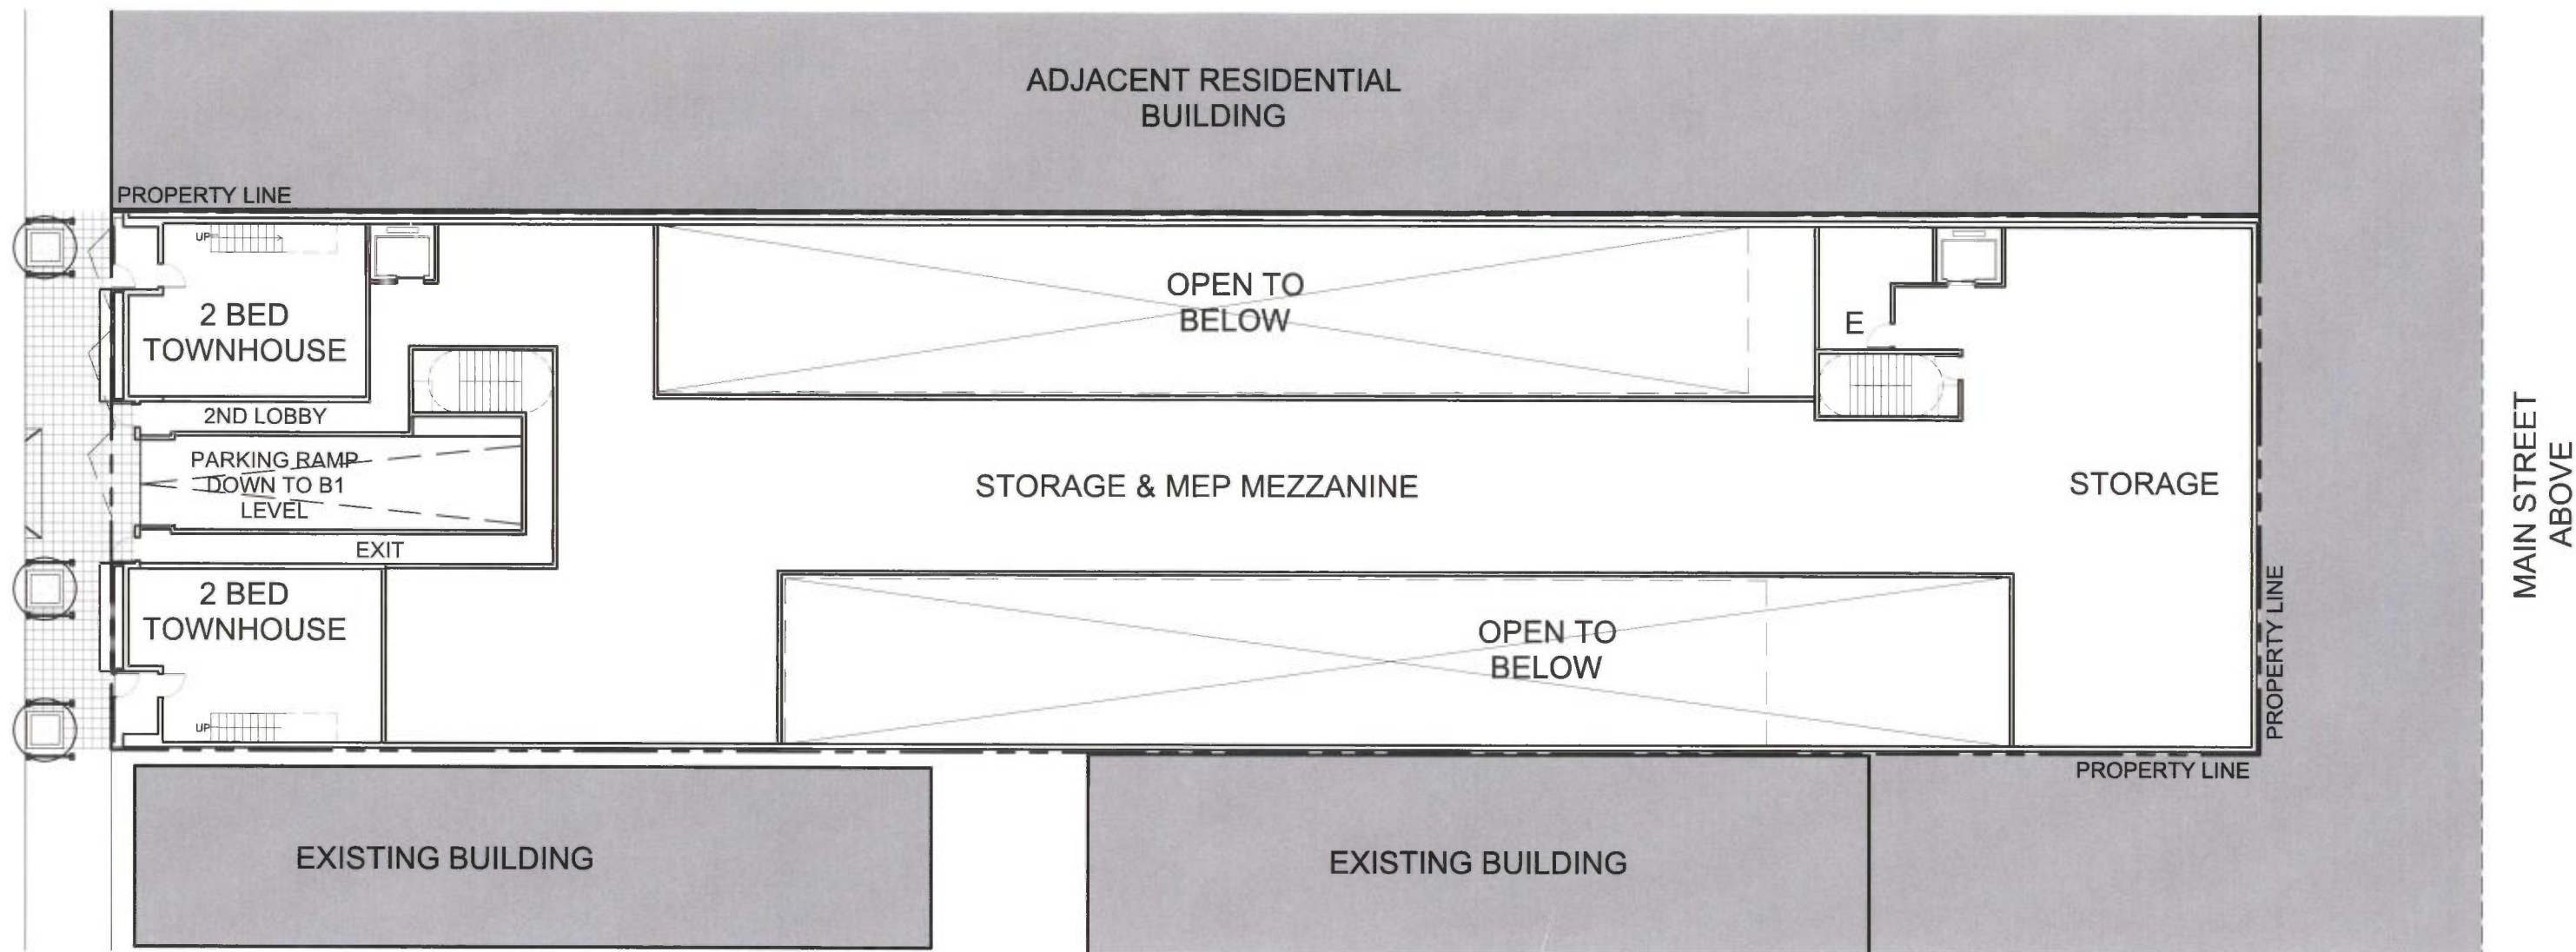 ADJACENT RESIDENTIAL
BUILDING
PROPERTY LINE
UP
2 BED
TOWNHOUSE
OPEN TO
BELOW
E
2ND LOBBY
PARKING RAMP
DOWN TO B1
LEVEL
EXIT
STORAGE & MEP MEZZANINE
STORAGE
MAIN STREET
ABOVE
2 BED
TOWNHOUSE
UP
OPEN TO
BELOW
PROPERTY LINE
PROPERTY LINE
EXISTING BUILDING
EXISTING BUILDING